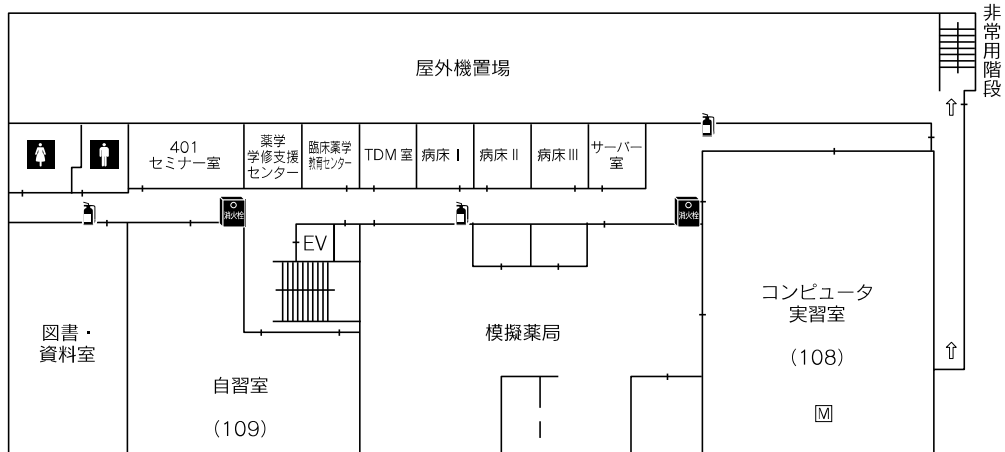 非常用階段
屋外機置場
401
セミナー室
薬学
学修支援
センター
臨床薬学
教育センター
TDM 室
病床 Ⅰ
病床 Ⅱ
病床 Ⅲ
サーバー
室
消火栓
消火栓
EV
図書・
資料室
自習室
(109)
模擬薬局
コンピュータ
実習室
(108)
M